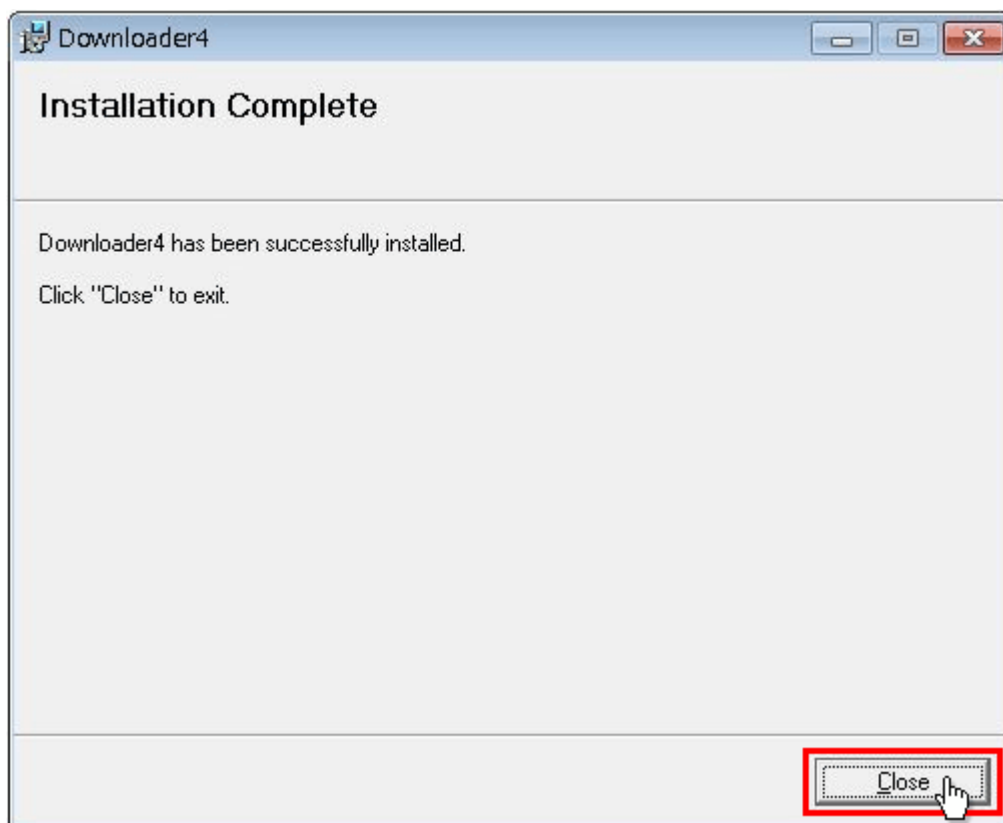 Downloader4
Installation Complete
Downloader4 has been successfully installed.
Click "Close" to exit.
Close